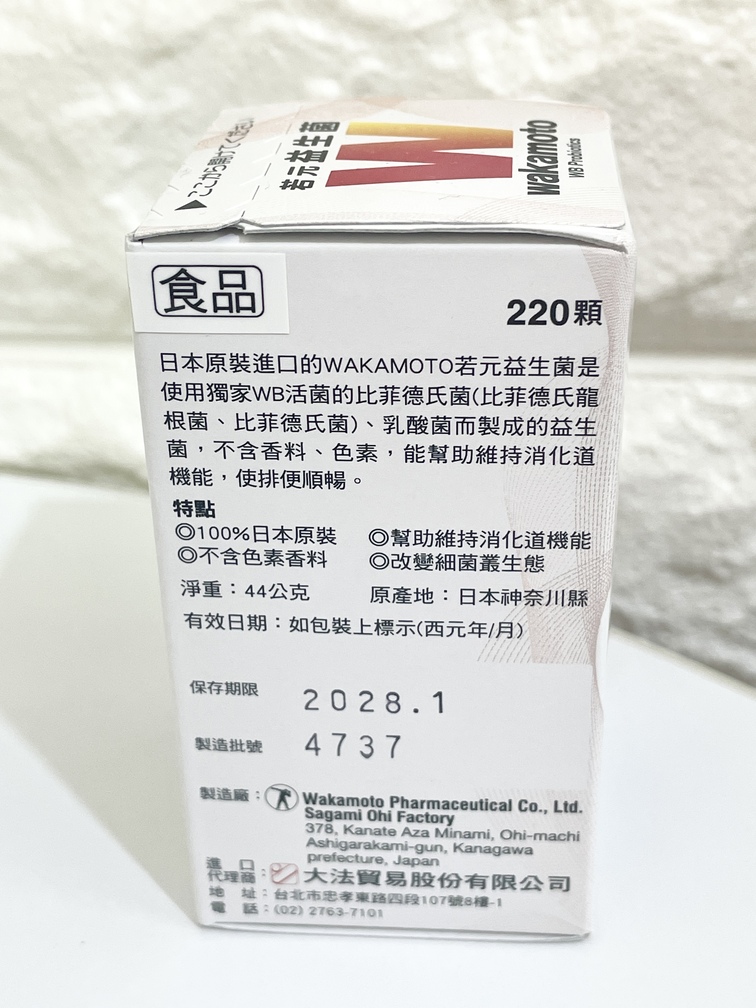 ここから開けてください
若元益生菌
W
wakamoto
WB Probiotics
食品
220顆
日本原裝進口的WAKAMOTO若元益生菌是
使用獨家WB活菌的比菲德氏菌(比菲德氏龍
根菌、比菲德氏菌)、乳酸菌而製成的益生
菌，不含香料、色素，能幫助維持消化道
機能，使排便順暢。
特點
◎100%日本原裝 ◎幫助維持消化道機能
◎不含色素香料 ◎改變細菌叢生態
淨重：44公克 原產地：日本神奈川縣
有效日期：如包裝上標示(西元年/月)
保存期限 2028.1
製造批號 4737
製造廠： Wakamoto Pharmaceutical Co., Ltd.
Sagami Ohi Factory
378, Kanate Aza Minami, Ohi-machi
Ashigarakami-gun, Kanagawa
prefecture, Japan
進口
代理商： 大法貿易股份有限公司
地 址：台北市忠孝東路四段107號8樓-1
電 話：(02) 2763-7101